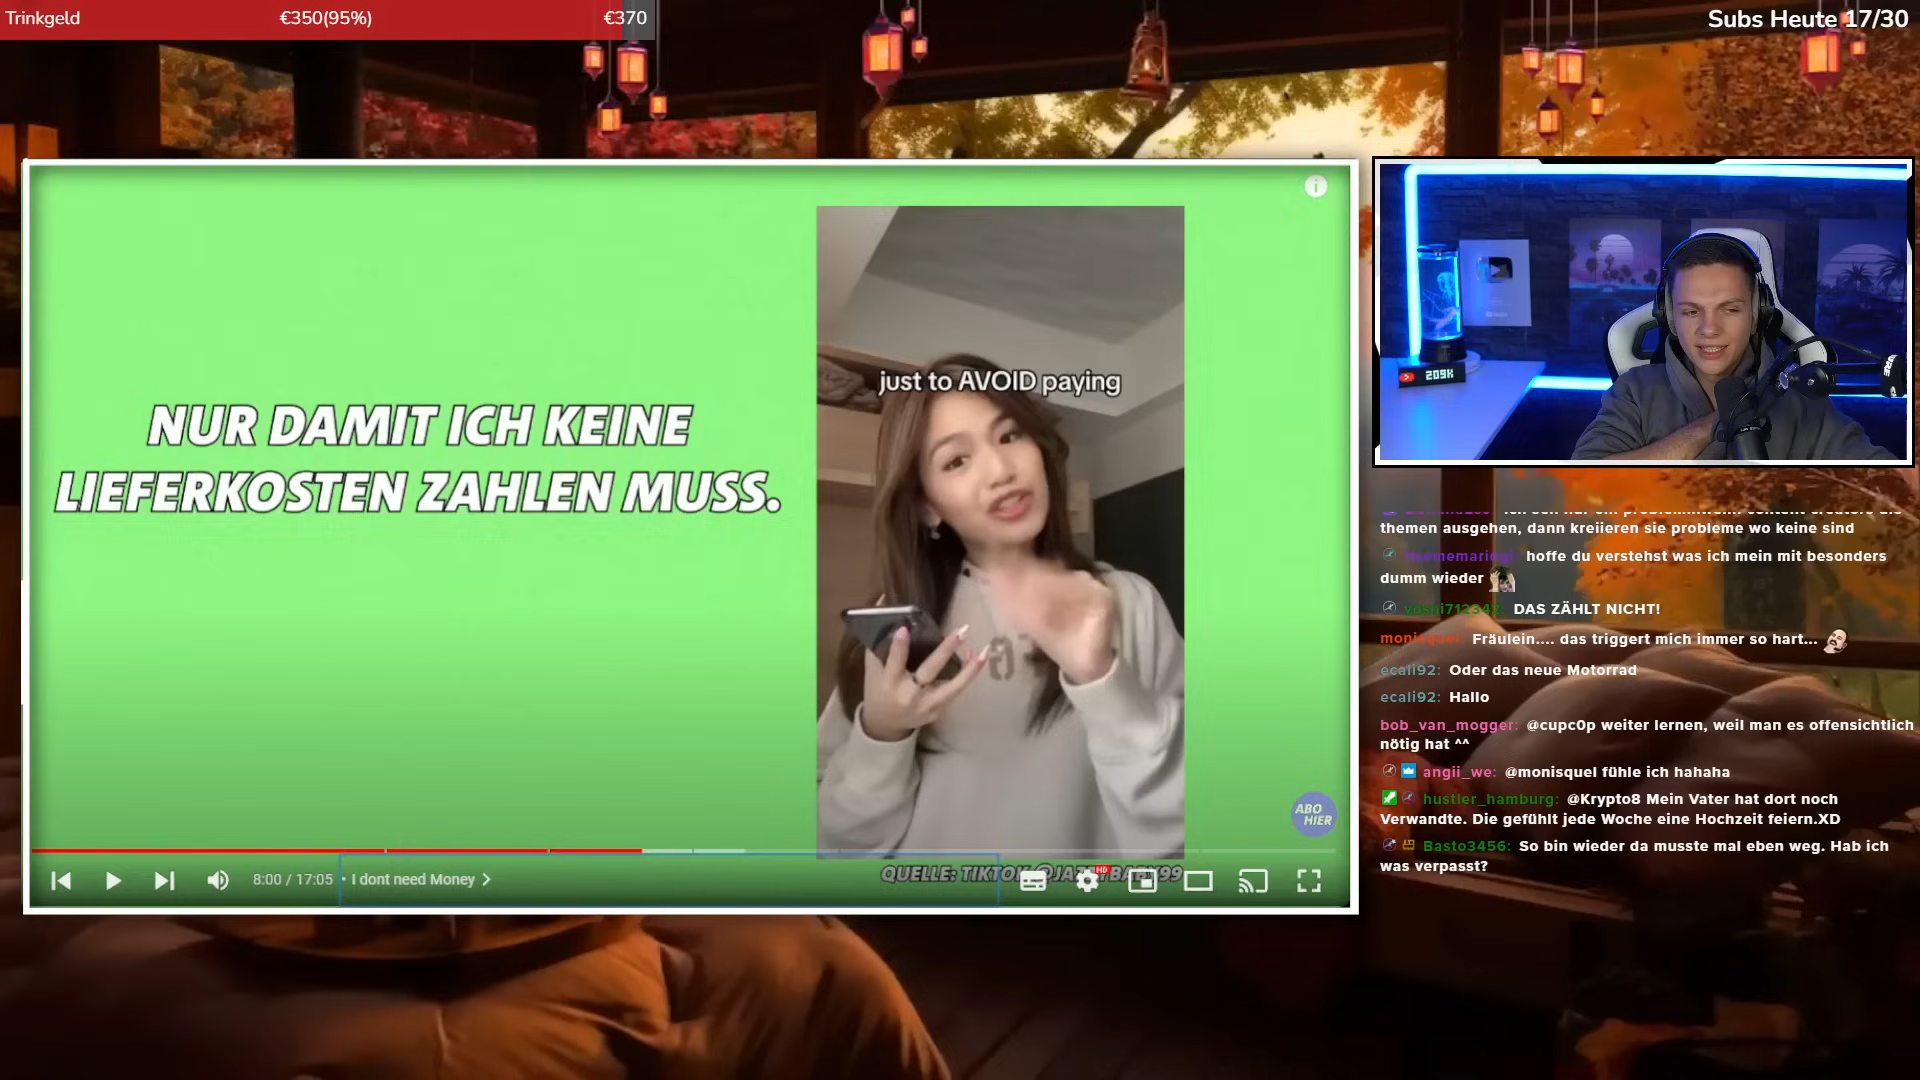 Trinkgeld €350(95%) €370
Subs Heute 17/30
just to AVOID paying
NUR DAMIT ICH KEINE
LIEFERKOSTEN ZAHLEN MUSS.
ABO
HIER
QUELLE: TIKTOK
8:00 / 17:05 • I dont need Money
HD
209K
themen ausgehen, dann kreiieren sie probleme wo keine sind
hoffe du verstehst was ich mein mit besonders
dumm wieder
yoshi712342: DAS ZÄHLT NICHT!
monisquel: Fräulein.... das triggert mich immer so hart...
ecali92: Oder das neue Motorrad
ecali92: Hallo
bob_van_mogger: @cupc0p weiter lernen, weil man es offensichtlich
nötig hat ^^
angii_we: @monisquel fühle ich hahaha
hustler_hamburg: @Krypto8 Mein Vater hat dort noch
Verwandte. Die gefühlt jede Woche eine Hochzeit feiern.XD
Basto3456: So bin wieder da musste mal eben weg. Hab ich
was verpasst?